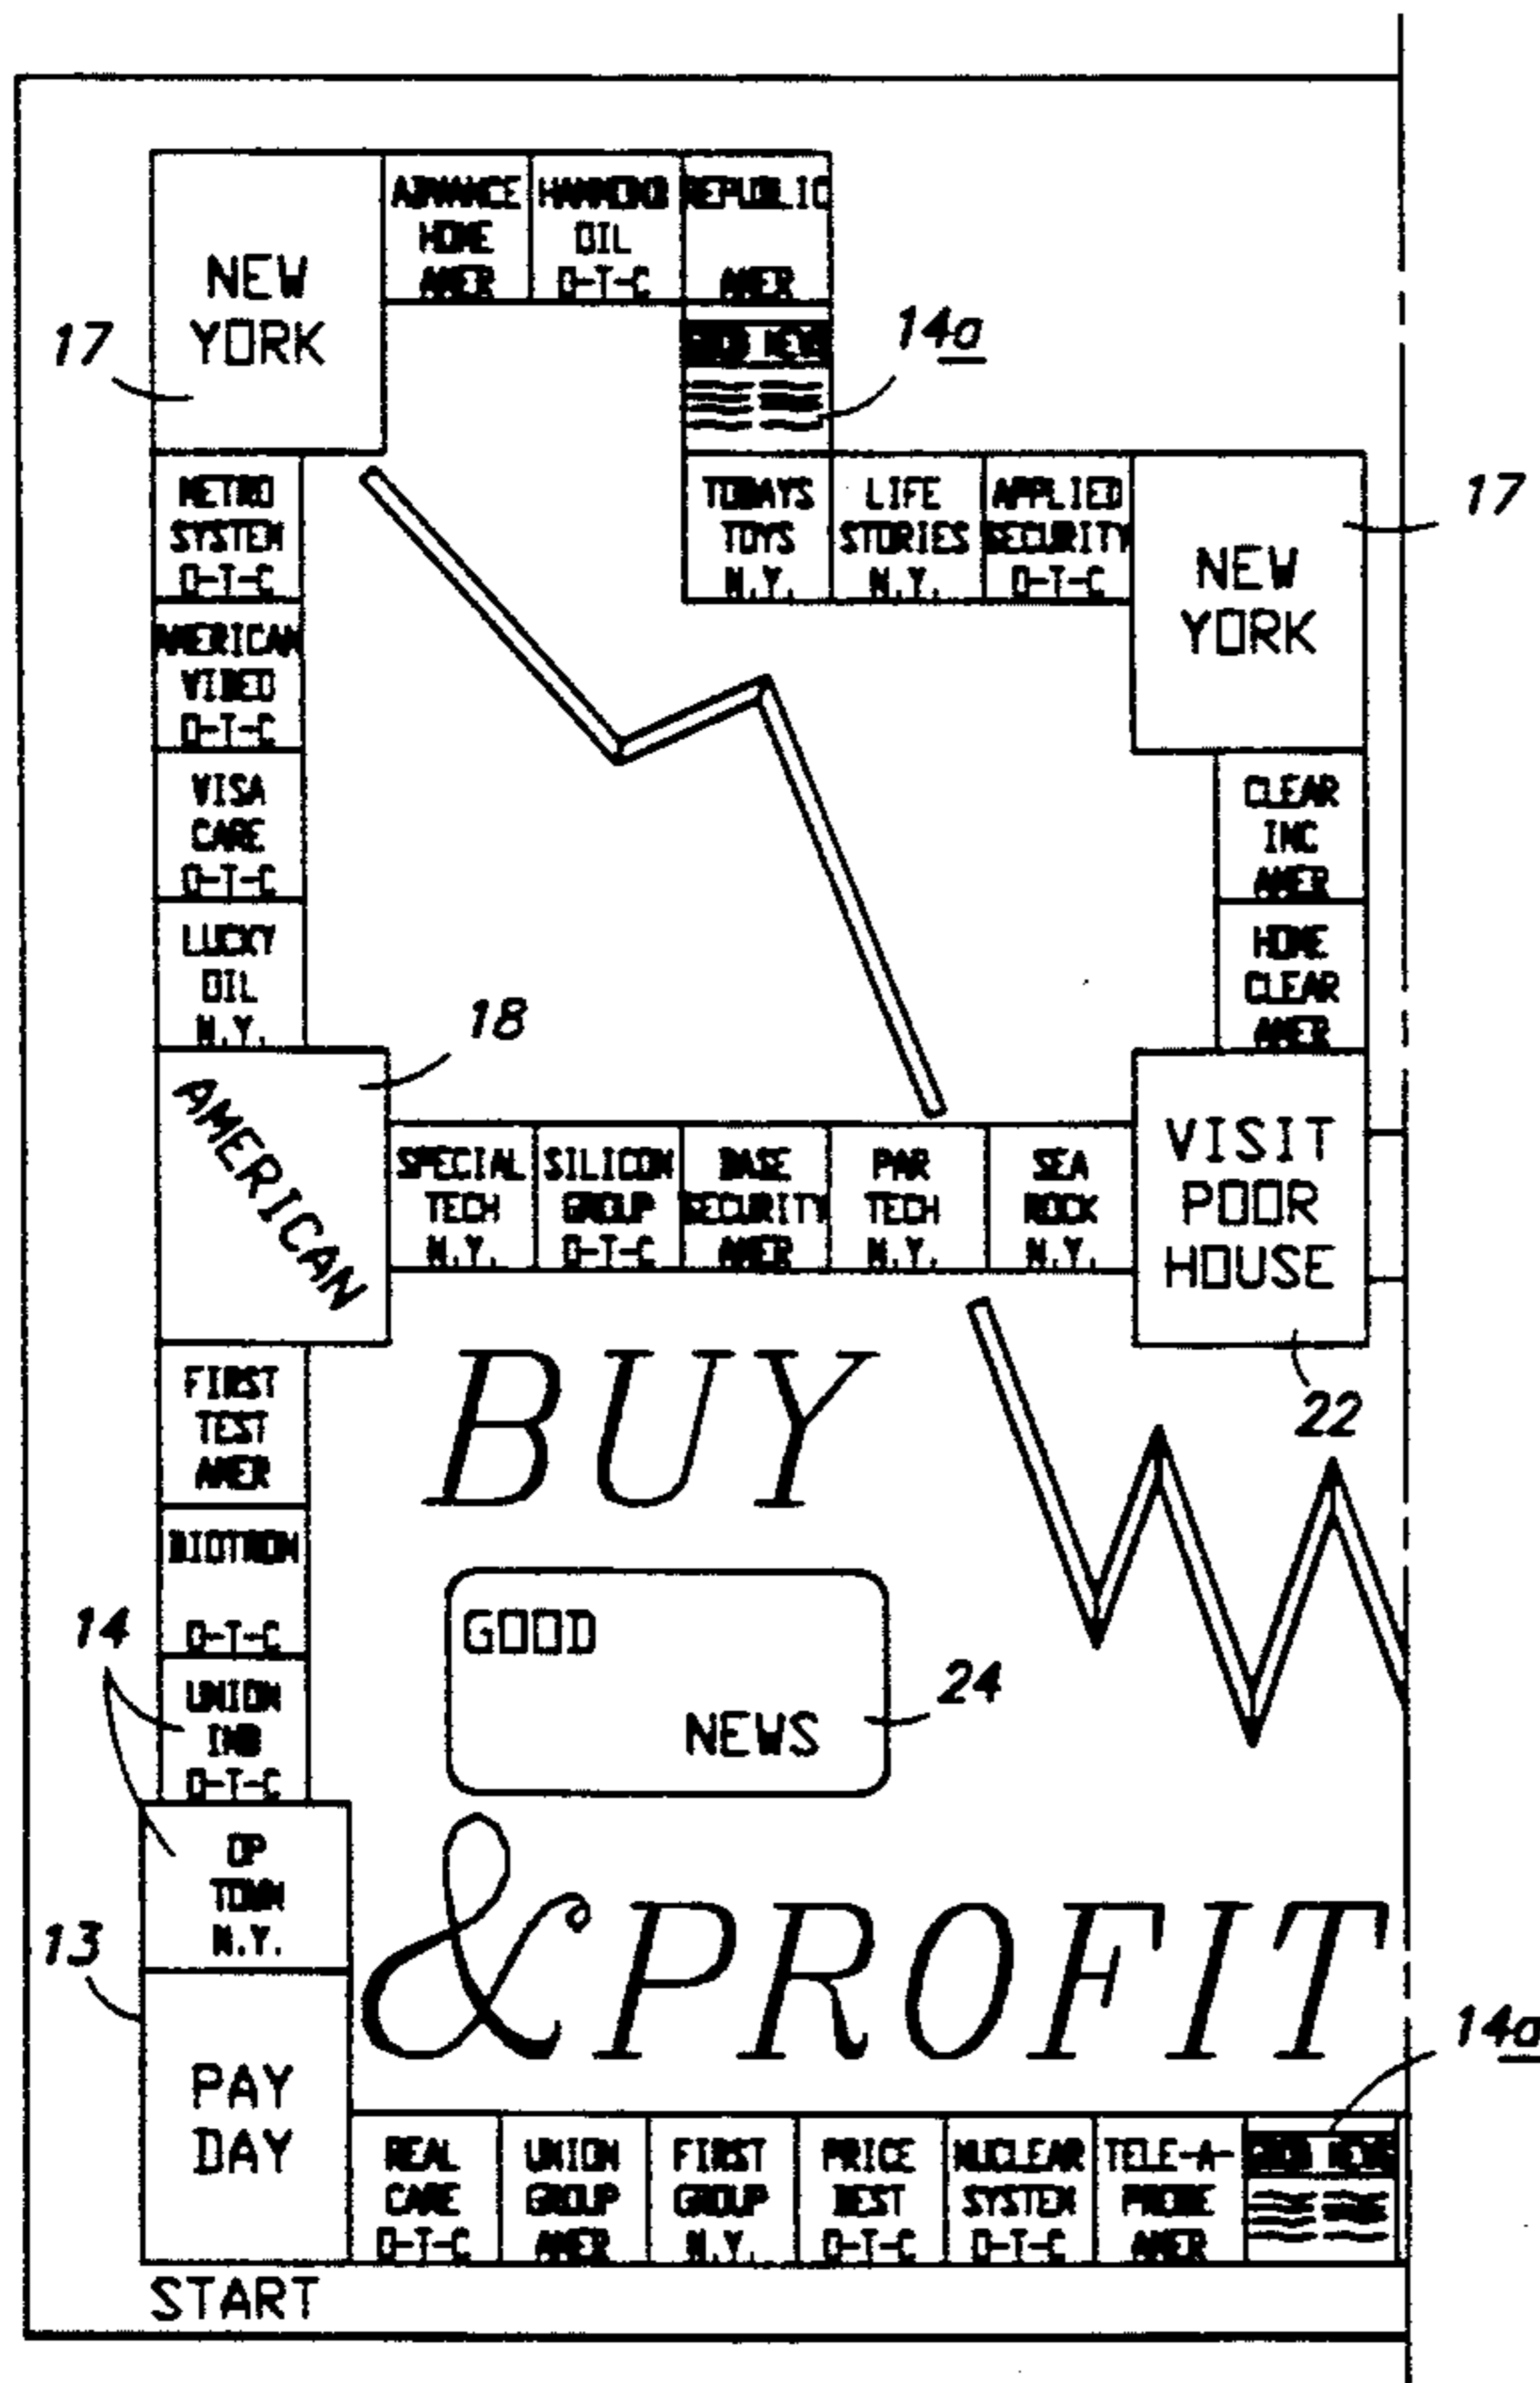 NEW
YORK
17
ADVANCE
HOME
AMER
HAMMOND
OIL
O-T-C
REPUBLIC
AMER
GOOD NEWS
14a
METRO
SYSTEM
O-T-C
TODAYS
TOYS
N.Y.
LIFE
STORIES
N.Y.
APPLIED
SECURITY
O-T-C
NEW
YORK
17
AMERICAN
VIDEO
O-T-C
VISA
CARE
O-T-C
CLEAR
INC
AMER
LUCKY
OIL
N.Y.
HOME
CLEAR
AMER
18
AMERICAN
SPECIAL
TECH
N.Y.
SILICON
GROUP
O-T-C
BASE
SECURITY
AMER
PAR
TECH
N.Y.
SEA
ROCK
N.Y.
VISIT
POOR
HOUSE
22
FIRST
TEST
AMER
BUY
BIOTRON
O-T-C
14
GOOD
NEWS
24
UNION
O-T-C
TOWN
N.Y.
13
&PROFIT
14a
PAY
DAY
REAL
CARE
O-T-C
UNION
GROUP
AMER
FIRST
GROUP
N.Y.
PRICE
BEST
O-T-C
NUCLEAR
SYSTEM
O-T-C
TELE-A-
PHONE
AMER
GOOD NEWS
START